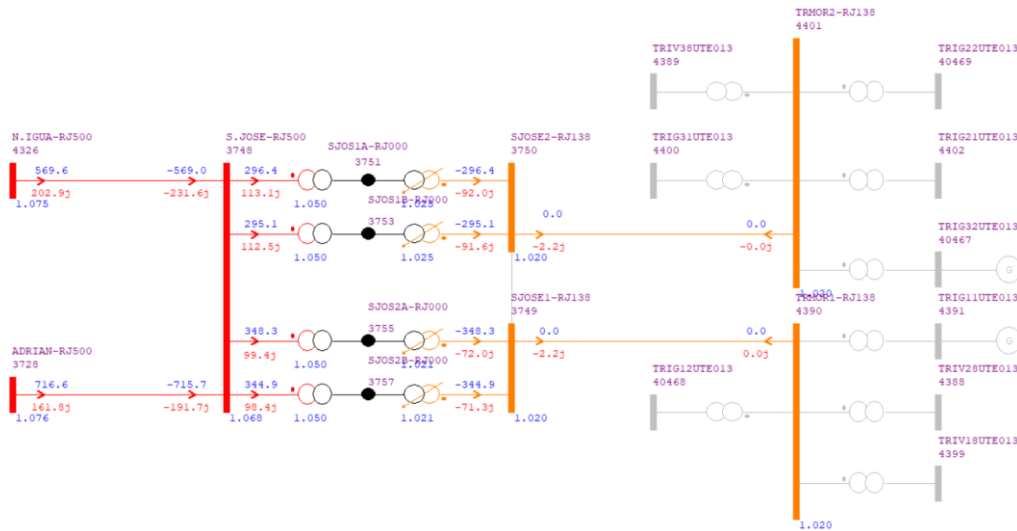 TRMOR2-RJ138
4401
TRIV38UTE013
4389
TRIG22UTE013
40469
N.IGUA-RJ500
4326
S.JOSE-RJ500
3748
SJOS1A-RJ000
3751
SJOSE2-RJ138
3750
TRIG31UTE013
4400
TRIG21UTE013
4402
569.6
-569.0
296.4
-296.4
202.9j
-231.6j
113.1j
-92.0j
1.075
1.050
1.025
SJOS1B-RJ000
3753
295.1
-295.1
0.0
0.0
112.5j
-91.6j
-2.2j
-0.0j
1.050
1.025
1.020
TRIG32UTE013
40467
G
1.020
SJOS2A-RJ000
3755
SJOSE1-RJ138
3749
TRMOR1-RJ138
4390
TRIG11UTE013
4391
G
348.3
-348.3
0.0
0.0
99.4j
-72.0j
-2.2j
0.0j
1.050
1.021
ADRIAN-RJ500
3728
SJOS2B-RJ000
3757
TRIG12UTE013
40468
TRIV28UTE013
4388
716.6
-715.7
344.9
-344.9
161.8j
-191.7j
98.4j
-71.3j
1.076
1.068
1.050
1.021
1.020
TRIV18UTE013
4399
1.020